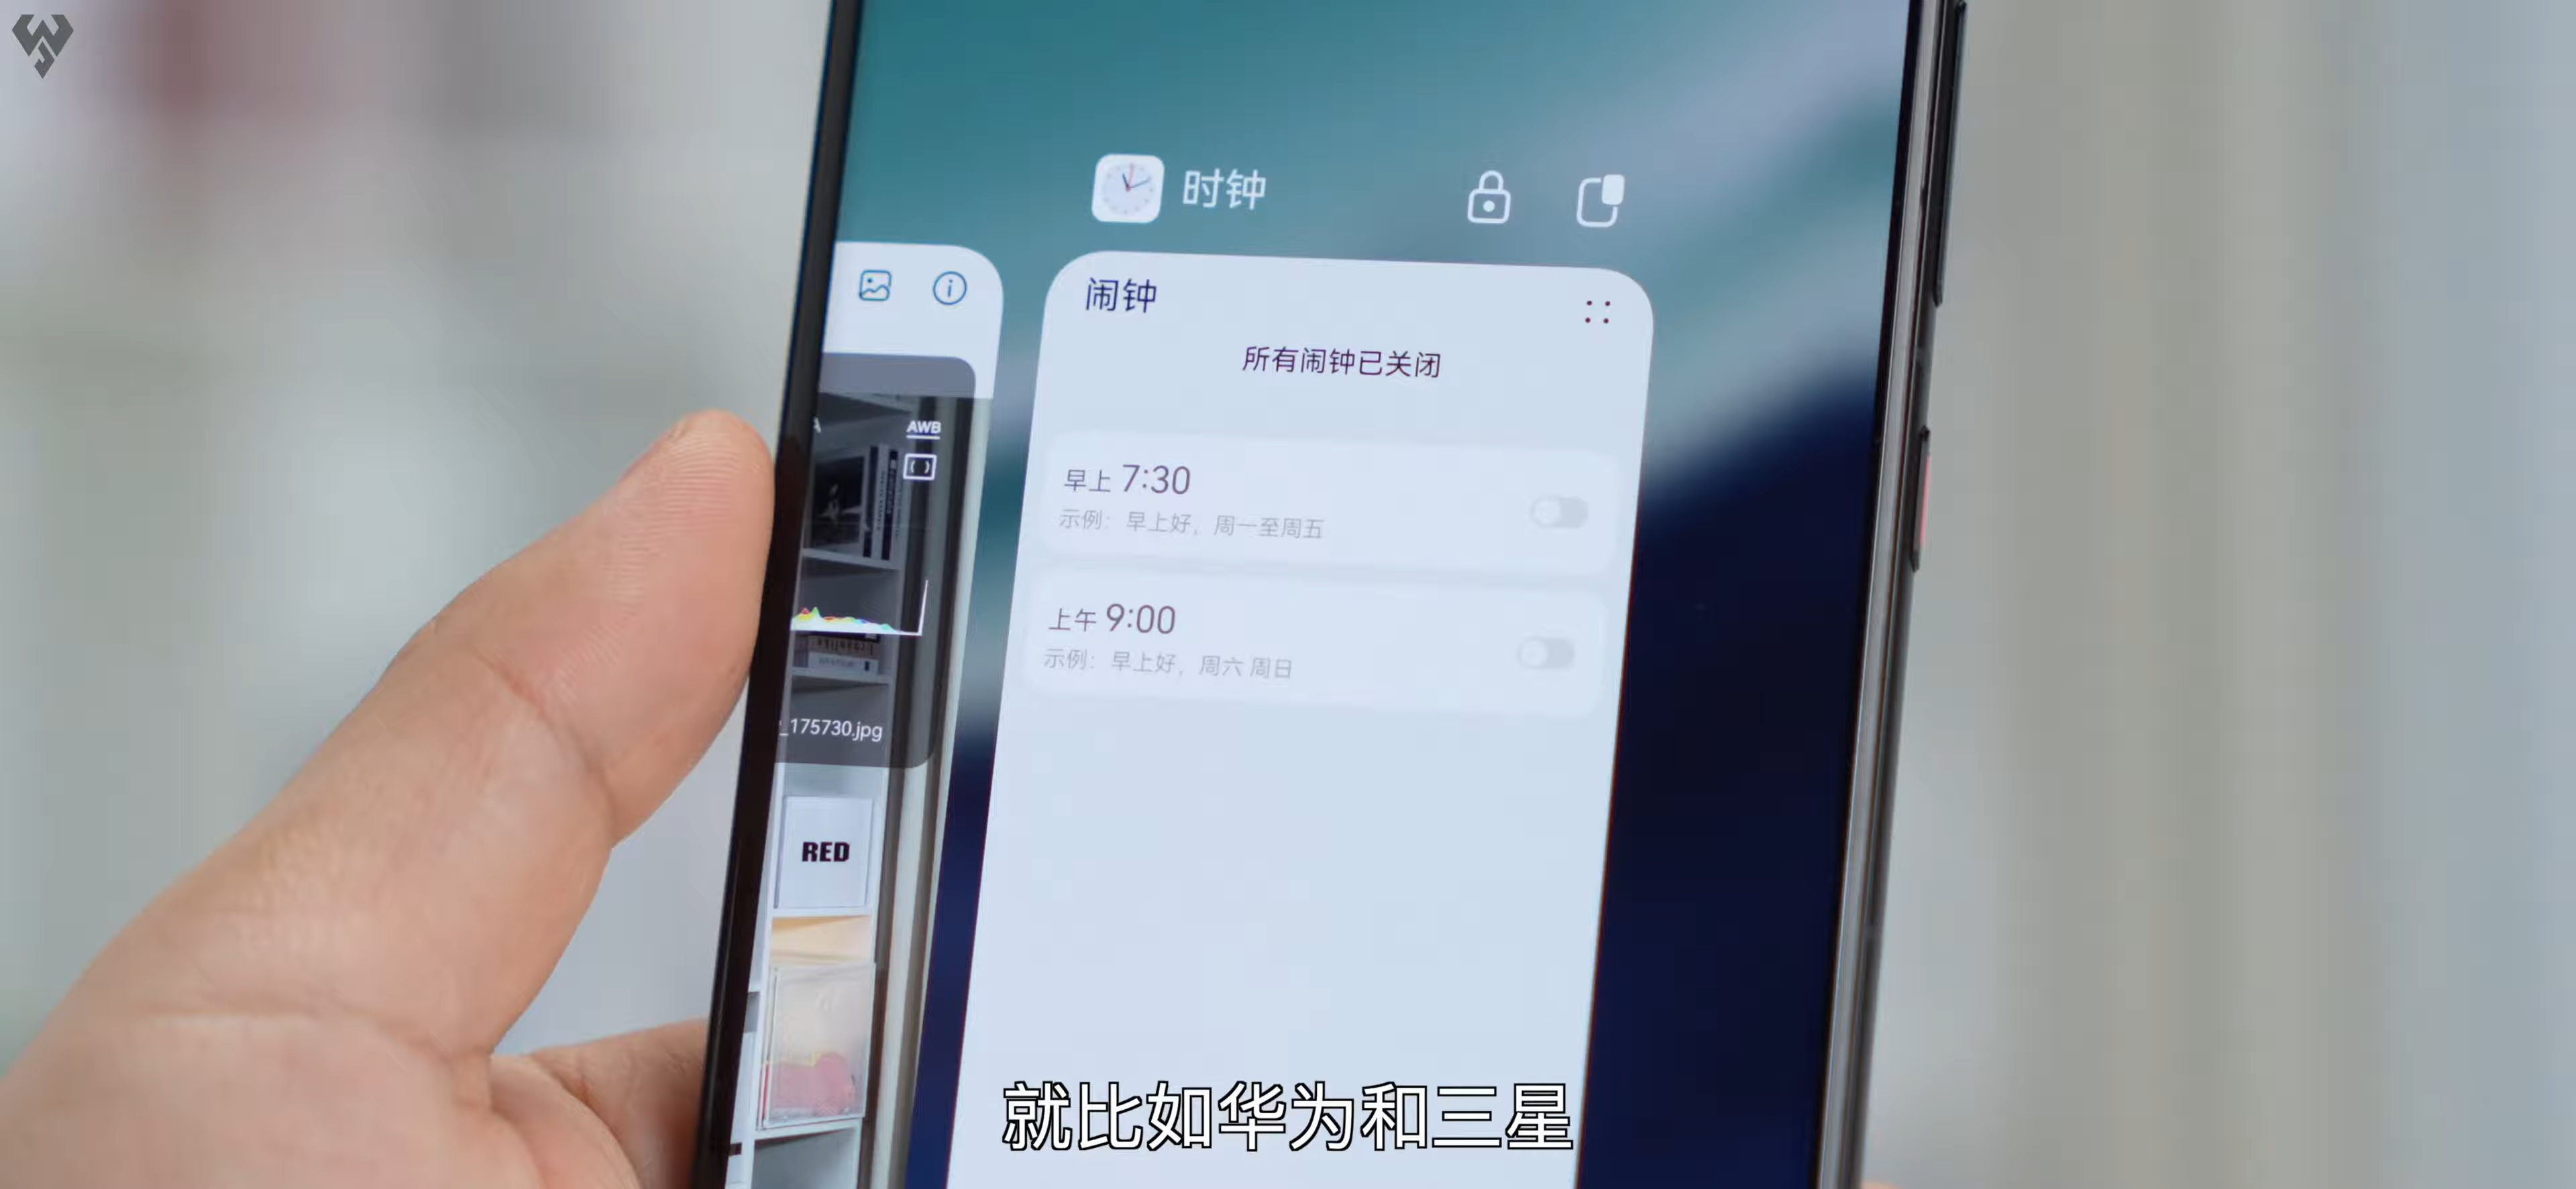 时钟
闹钟
所有闹钟已关闭
AWB
早上 7:30
示例：早上好，周一至周五
上午 9:00
示例：早上好，周六 周日
_175730.jpg
RED
就比如华为和三星